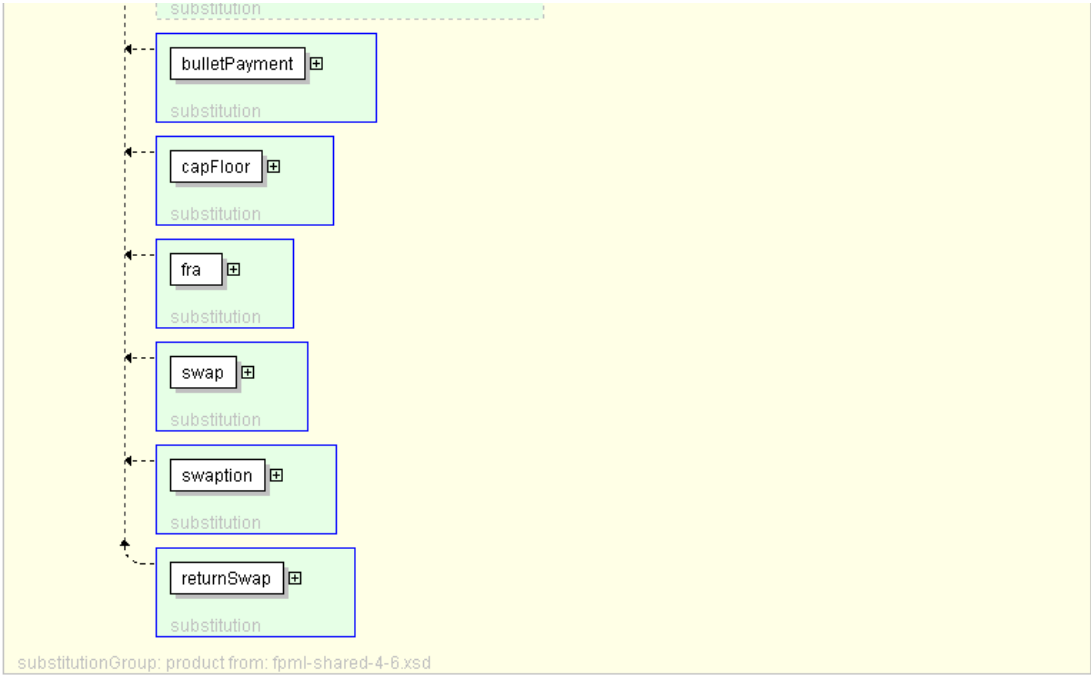 substitution
bulletPayment
substitution
capFloor
substitution
fra
substitution
swap
substitution
swaption
substitution
returnSwap
substitution
substitutionGroup: product from: fpml-shared-4-6.xsd